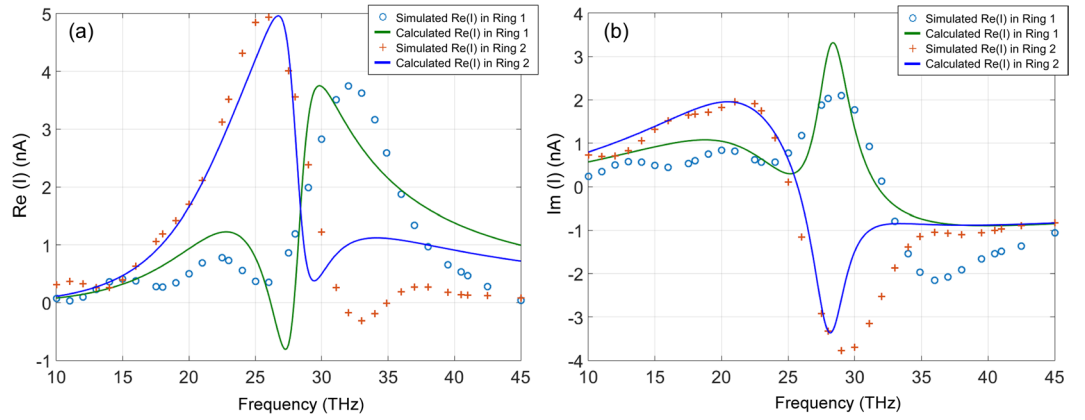 (a)
Simulated Re(I) in Ring 1
Calculated Re(I) in Ring 1
Simulated Re(I) in Ring 2
Calculated Re(I) in Ring 2
5
4
3
2
1
0
-1
Re (I) (nA)
10 15 20 25 30 35 40 45
Frequency (THz)
(b)
Simulated Re(I) in Ring 1
Calculated Re(I) in Ring 1
Simulated Re(I) in Ring 2
Calculated Re(I) in Ring 2
4
3
2
1
0
-1
-2
-3
-4
Im (I) (nA)
10 15 20 25 30 35 40 45
Frequency (THz)